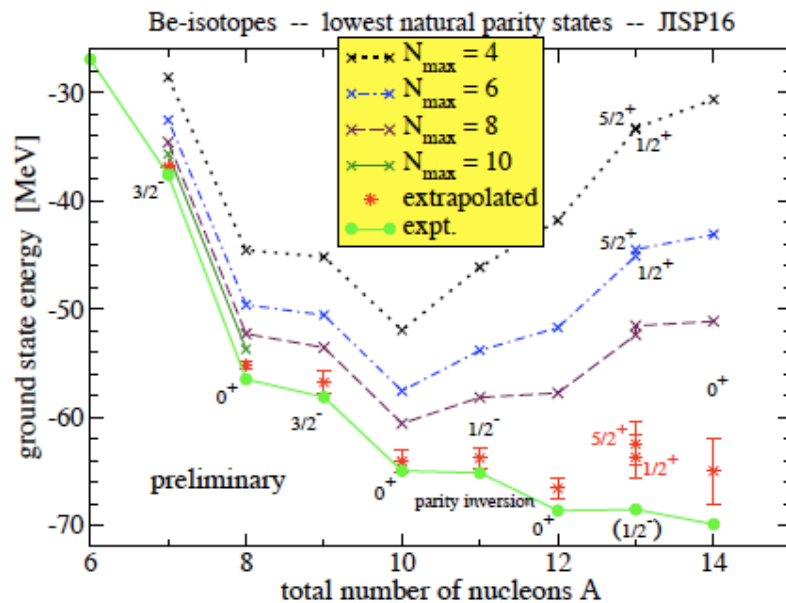 Be-isotopes -- lowest natural parity states -- JISP16
N_max = 4
N_max = 6
N_max = 8
N_max = 10
extrapolated
expt.
ground state energy [MeV]
-30
-40
-50
-60
-70
5/2+
1/2+
5/2+
1/2+
3/2-
0+
3/2-
0+
1/2-
parity inversion
0+
5/2+
1/2+
(1/2-)
0+
preliminary
6
8
10
12
14
total number of nucleons A